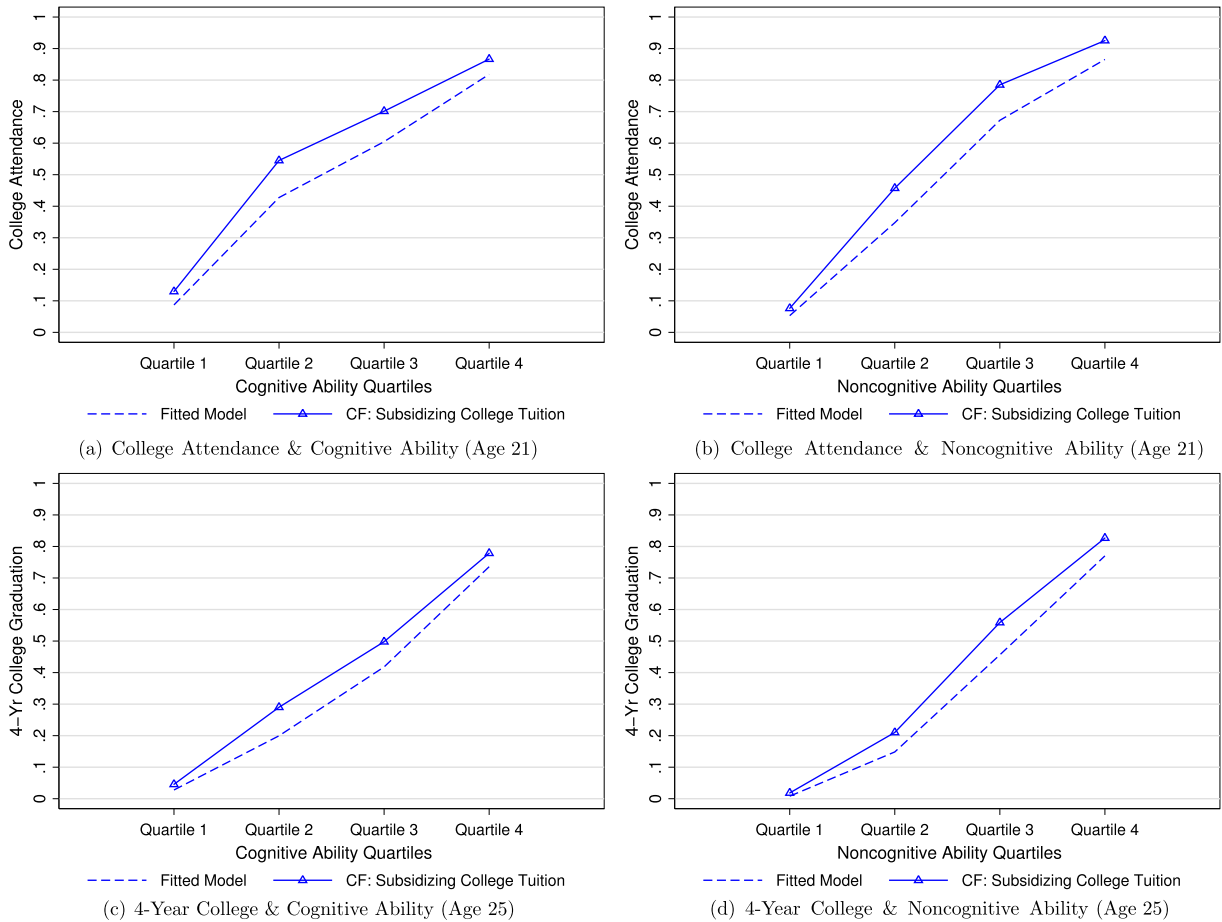 College Attendance
1
.9
.8
.7
.6
.5
.4
.3
.2
.1
0
Quartile 1 Quartile 2 Quartile 3 Quartile 4
Cognitive Ability Quartiles
Fitted Model CF: Subsidizing College Tuition
(a) College Attendance & Cognitive Ability (Age 21)
College Attendance
1
.9
.8
.7
.6
.5
.4
.3
.2
.1
0
Quartile 1 Quartile 2 Quartile 3 Quartile 4
Noncognitive Ability Quartiles
Fitted Model CF: Subsidizing College Tuition
(b) College Attendance & Noncognitive Ability (Age 21)
4−Yr College Graduation
1
.9
.8
.7
.6
.5
.4
.3
.2
.1
0
Quartile 1 Quartile 2 Quartile 3 Quartile 4
Cognitive Ability Quartiles
Fitted Model CF: Subsidizing College Tuition
(c) 4-Year College & Cognitive Ability (Age 25)
4−Yr College Graduation
1
.9
.8
.7
.6
.5
.4
.3
.2
.1
0
Quartile 1 Quartile 2 Quartile 3 Quartile 4
Noncognitive Ability Quartiles
Fitted Model CF: Subsidizing College Tuition
(d) 4-Year College & Noncognitive Ability (Age 25)